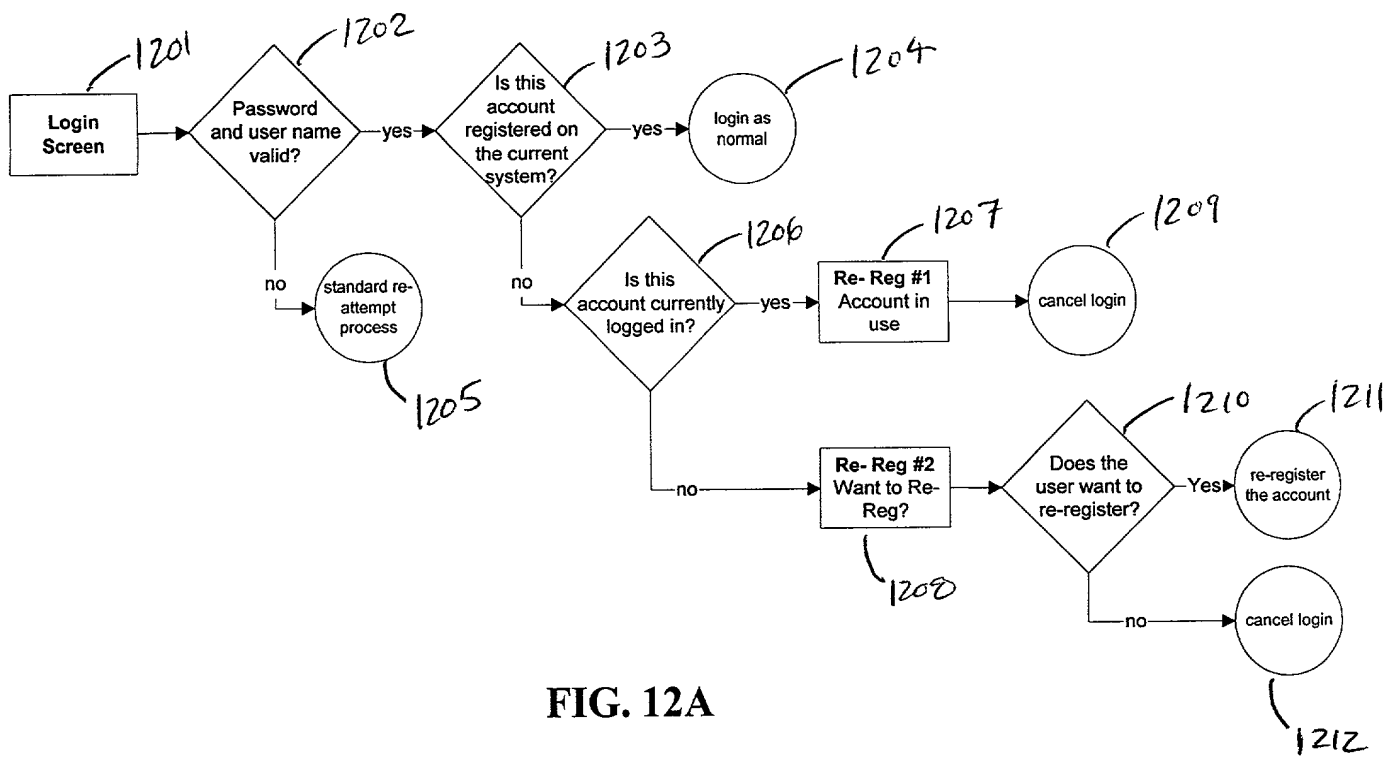 1201
Login
Screen
1202
Password
and user name
valid?
yes
1203
Is this
account
registered on
the current
system?
yes
1204
login as
normal
no
standard re-
attempt
process
1205
no
1206
Is this
account currently
logged in?
yes
1207
Re- Reg #1
Account in
use
1209
cancel login
no
Re- Reg #2
Want to Re-
Reg?
1208
1210
Does the
user want to
re-register?
Yes
1211
re-register
the account
no
cancel login
1212
FIG. 12A